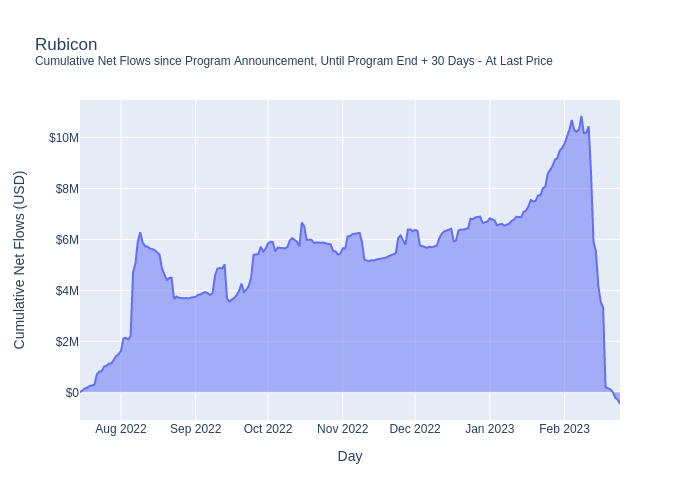 Rubicon
Cumulative Net Flows since Program Announcement, Until Program End + 30 Days - At Last Price
Cumulative Net Flows (USD)
$10M
$8M
$6M
$4M
$2M
$0
Aug 2022
Sep 2022
Oct 2022
Nov 2022
Dec 2022
Jan 2023
Feb 2023
Day